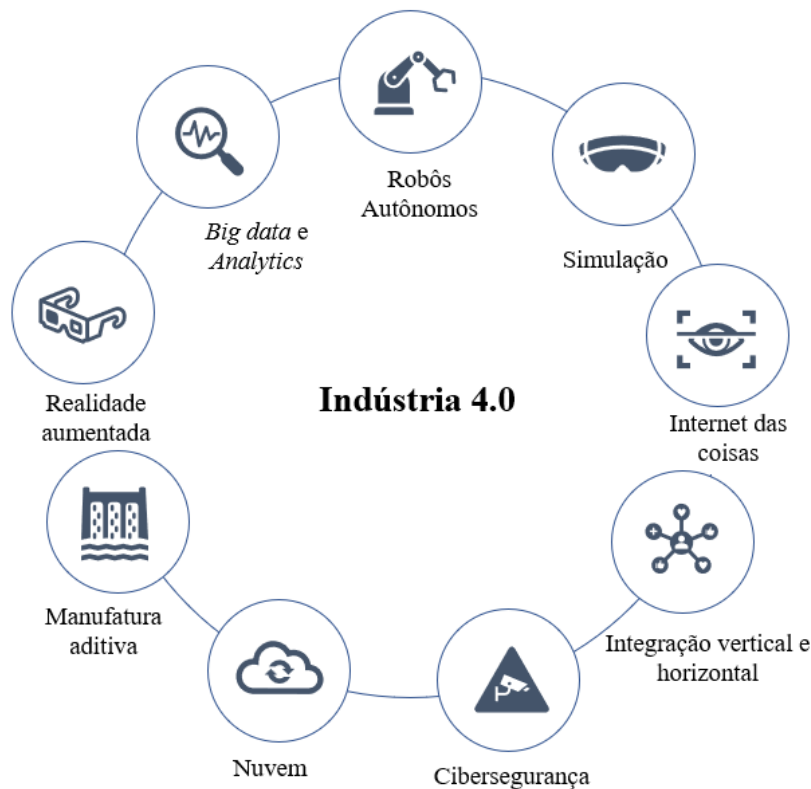 Robôs
Autônomos
Big data e
Analytics
Simulação
Realidade
aumentada
Indústria 4.0
Internet das
coisas
Manufatura
aditiva
Integração vertical e
horizontal
Nuvem
Cibersegurança